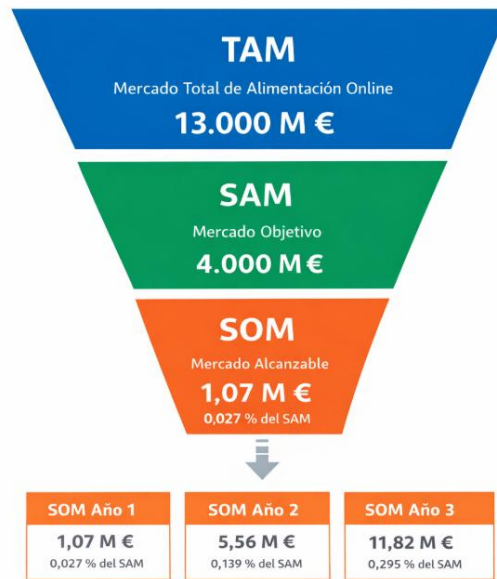 TAM
Mercado Total de Alimentación Online
13.000 M €
SAM
Mercado Objetivo
4.000 M €
SOM
Mercado Alcanzable
1,07 M €
0,027 % del SAM
SOM Año 1
1,07 M €
0,027 % del SAM
SOM Año 2
5,56 M €
0,139 % del SAM
SOM Año 3
11,82 M €
0,295 % del SAM